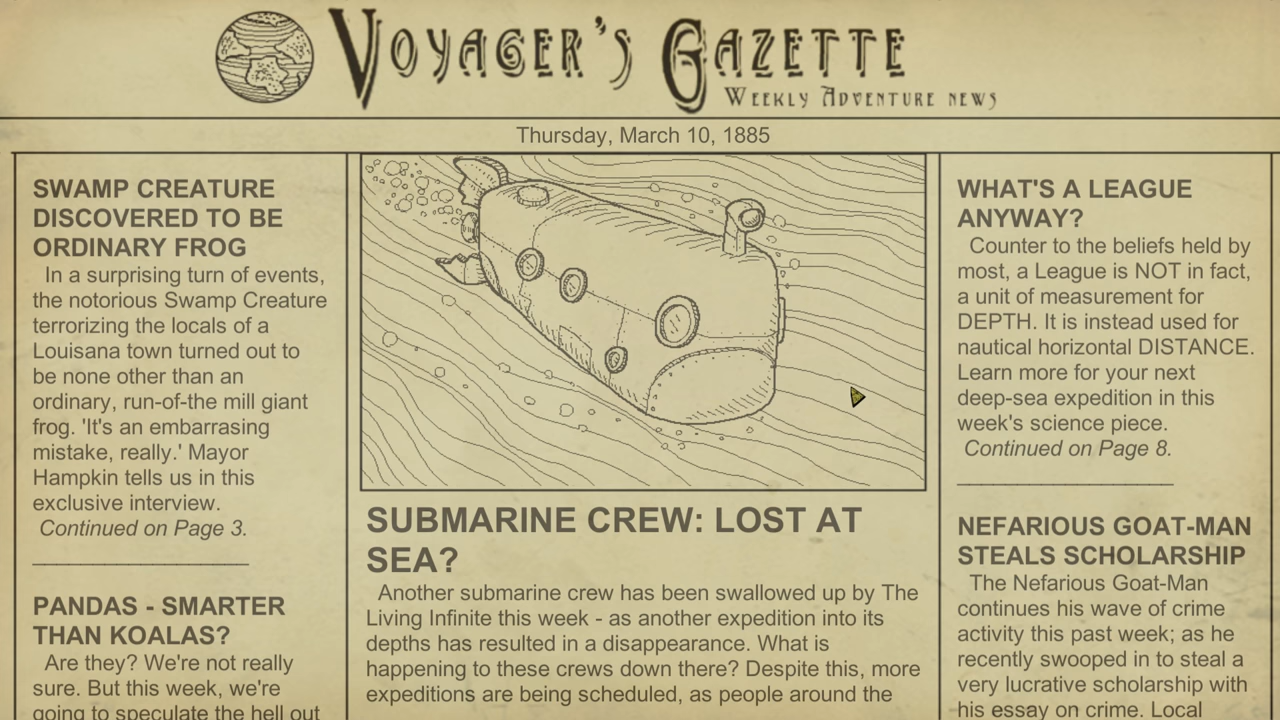 VOYAGER'S GAZETTE
WEEKLY ADVENTURE NEWS
Thursday, March 10, 1885
SWAMP CREATURE
DISCOVERED TO BE
ORDINARY FROG
In a surprising turn of events,
the notorious Swamp Creature
terrorizing the locals of a
Louisana town turned out to
be none other than an
ordinary, run-of-the mill giant
frog. 'It's an embarrasing
mistake, really.' Mayor
Hampkin tells us in this
exclusive interview.
Continued on Page 3.
PANDAS - SMARTER
THAN KOALAS?
Are they? We're not really
sure. But this week, we're
going to speculate the hell out
SUBMARINE CREW: LOST AT
SEA?
Another submarine crew has been swallowed up by The
Living Infinite this week - as another expedition into its
depths has resulted in a disappearance. What is
happening to these crews down there? Despite this, more
expeditions are being scheduled, as people around the
WHAT'S A LEAGUE
ANYWAY?
Counter to the beliefs held by
most, a League is NOT in fact,
a unit of measurement for
DEPTH. It is instead used for
nautical horizontal DISTANCE.
Learn more for your next
deep-sea expedition in this
week's science piece.
Continued on Page 8.
NEFARIOUS GOAT-MAN
STEALS SCHOLARSHIP
The Nefarious Goat-Man
continues his wave of crime
activity this past week; as he
recently swooped in to steal a
very lucrative scholarship with
his essay on crime. Local